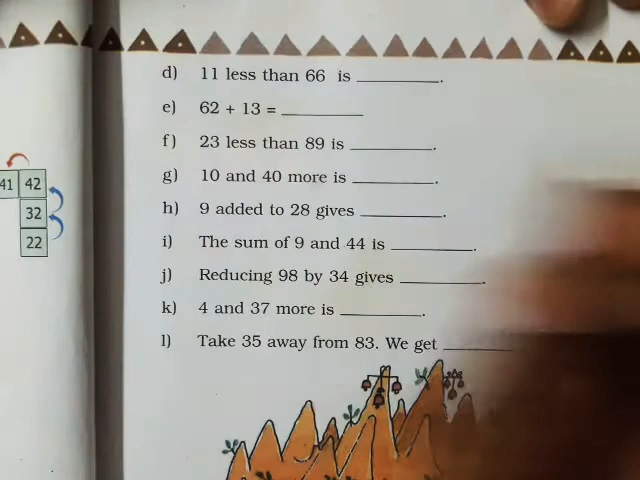 d) 11 less than 66 is ________.
e) 62 + 13 = ________
f) 23 less than 89 is ________.
g) 10 and 40 more is ________.
h) 9 added to 28 gives ________.
i) The sum of 9 and 44 is ________.
j) Reducing 98 by 34 gives ________.
k) 4 and 37 more is ________.
l) Take 35 away from 83. We get ________
41 42
32
22